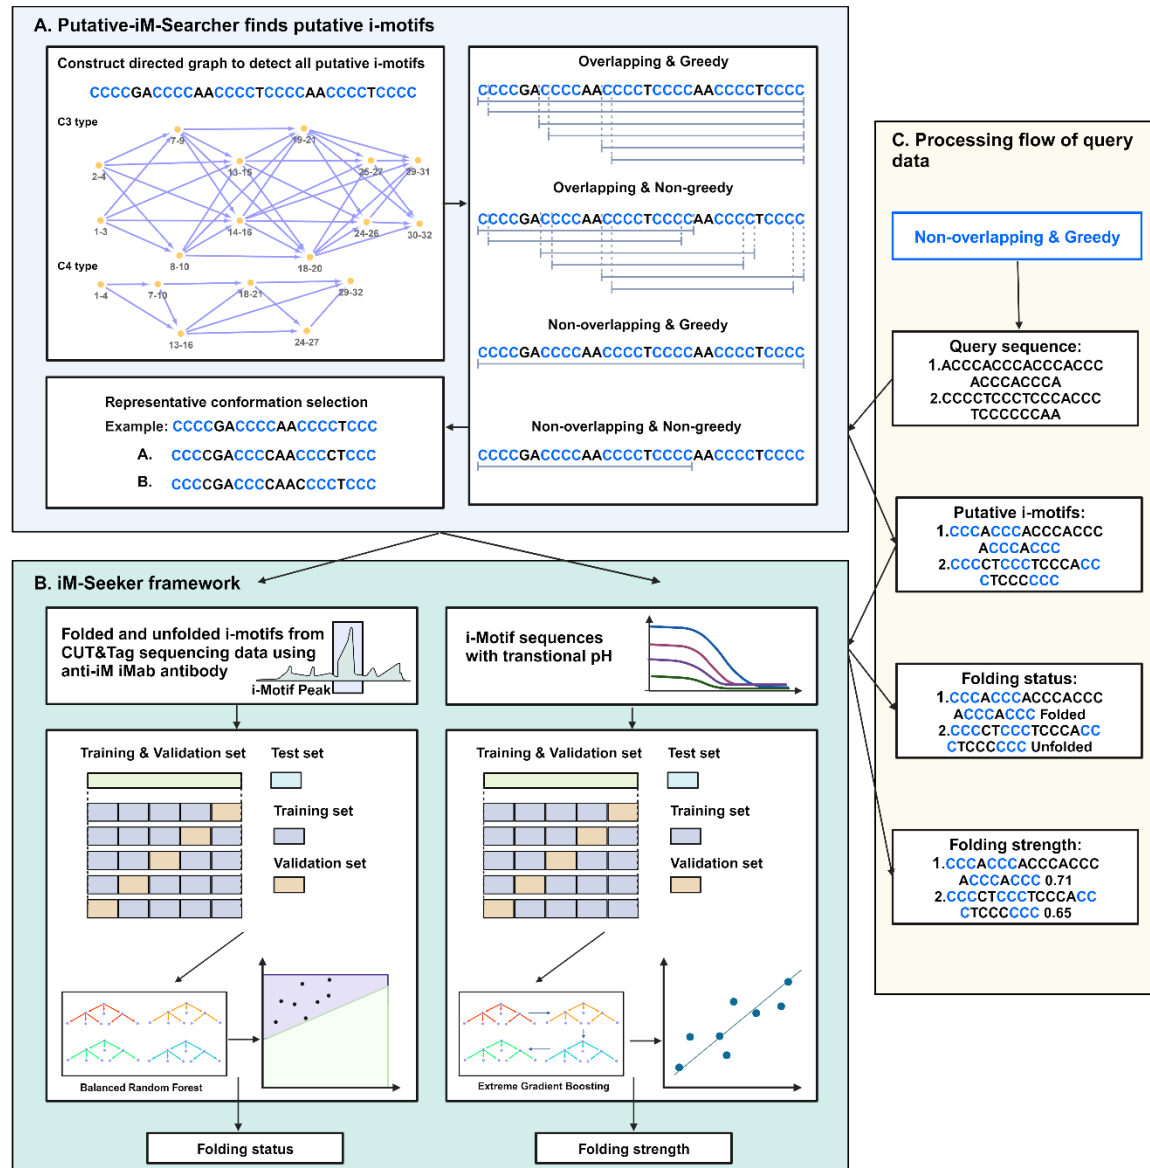 A. Putative-iM-Searcher finds putative i-motifs
Construct directed graph to detect all putative i-motifs
CCCCGACCCCAACCCCTCCCCAACCCCTCCCC
C3 type
7-9
19-21
2-4
13-15
25-27
29-31
1-3
14-16
24-26
30-32
8-10
18-20
C4 type
1-4
7-10
18-21
29-32
13-16
24-27
Overlapping & Greedy
CCCCGACCCCAACCCCTCCCCAACCCCTCCCC
Overlapping & Non-greedy
CCCCGACCCCAACCCCTCCCCAACCCCTCCCC
Non-overlapping & Greedy
CCCCGACCCCAACCCCTCCCCAACCCCTCCCC
Non-overlapping & Non-greedy
CCCCGACCCCAACCCCTCCCCAACCCCTCCCC
Representative conformation selection
Example: CCCCGACCCCAACCCCTCCC
A. CCCCGACCCCAACCCCTCCC
B. CCCCGACCCCAACCCCTCCC
B. iM-Seeker framework
Folded and unfolded i-motifs from
CUT&Tag sequencing data using
anti-iM iMab antibody
i-Motif Peak
Training & Validation set
Test set
Training set
Validation set
Balanced Random Forest
Folding status
i-Motif sequences
with transtional pH
Training & Validation set
Test set
Training set
Validation set
Extreme Gradient Boosting
Folding strength
C. Processing flow of query
data
Non-overlapping & Greedy
Query sequence:
1.ACCCACCCACCCACCC
ACCCACCCA
2.CCCCTCCCTCCCACCC
TCCCCCCAA
Putative i-motifs:
1.CCCACCCACCCACCC
ACCCACCC
2.CCCCTCCCTCCCACC
CTCCCCCC
Folding status:
1.CCCACCCACCCACCC
ACCCACCC Folded
2.CCCCTCCCTCCCACC
CTCCCCCC Unfolded
Folding strength:
1.CCCACCCACCCACCC
ACCCACCC 0.71
2.CCCCTCCCTCCCACC
CTCCCCCC 0.65